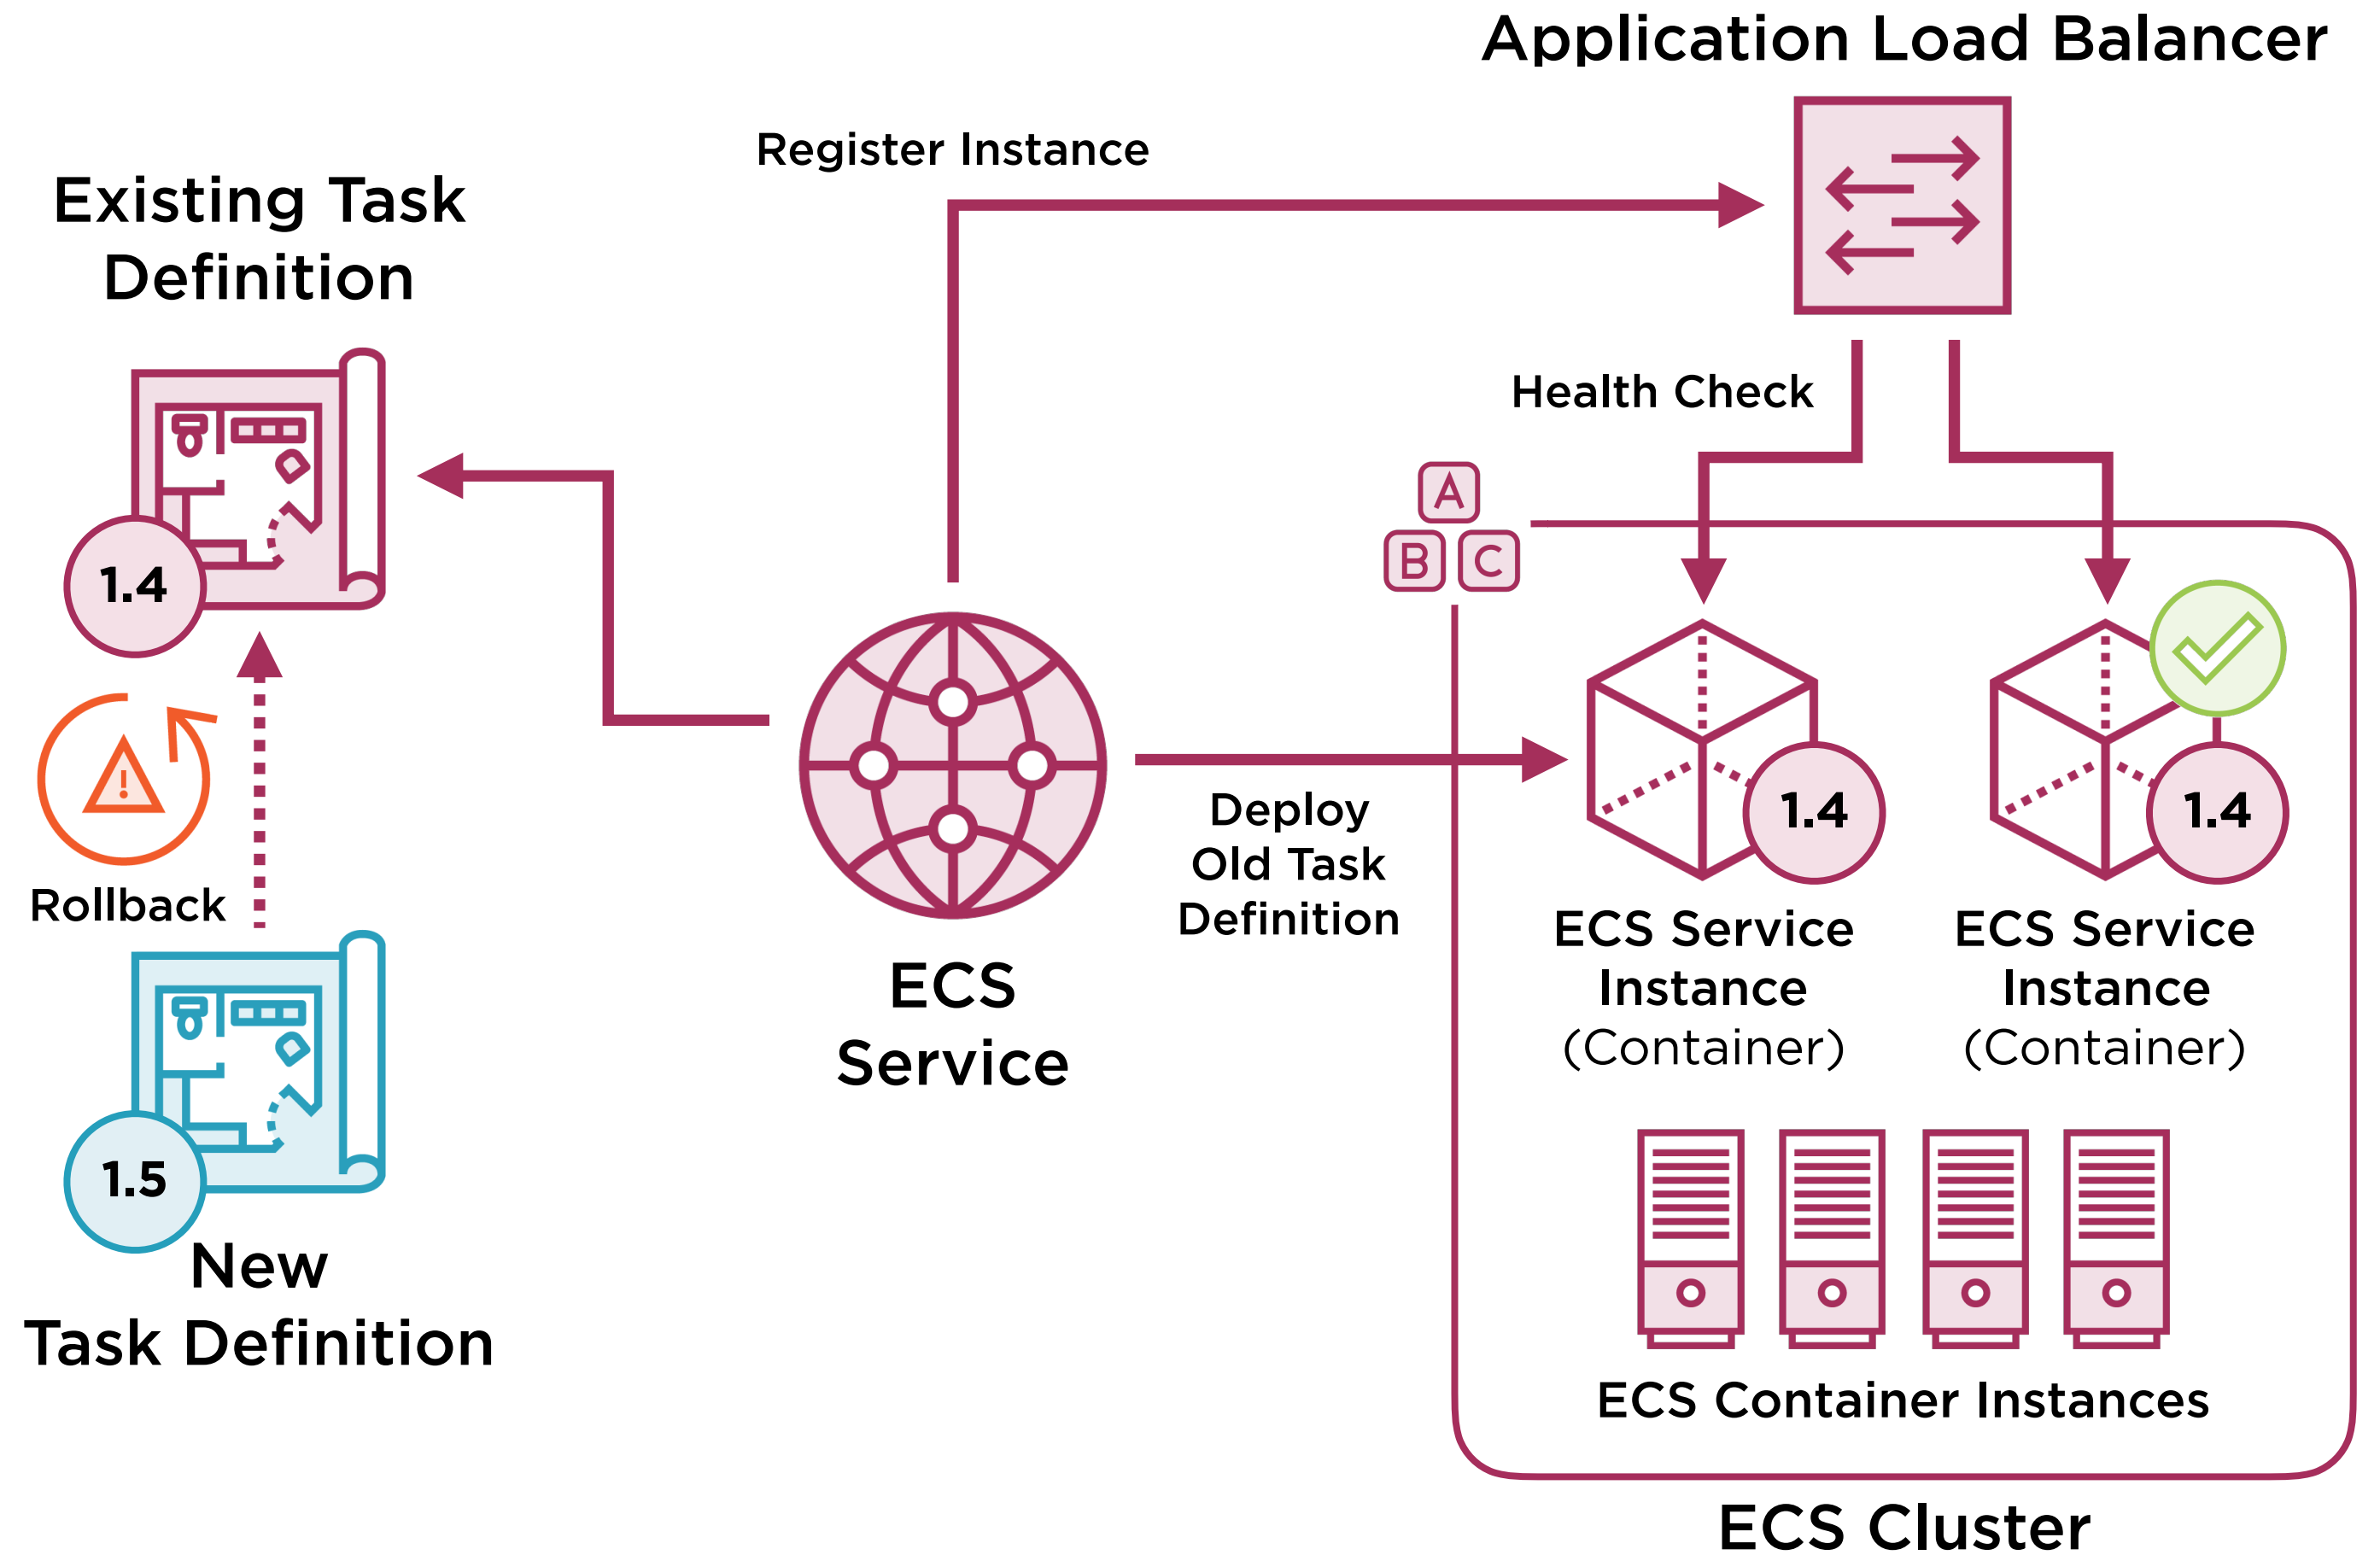 Application Load Balancer
Register Instance
Existing Task
Definition
Health Check
A
B C
1.4
Rollback
Deploy
Old Task
Definition
1.4
1.4
ECS
Service
ECS Service
Instance
(Container)
ECS Service
Instance
(Container)
1.5
New
Task Definition
ECS Container Instances
ECS Cluster